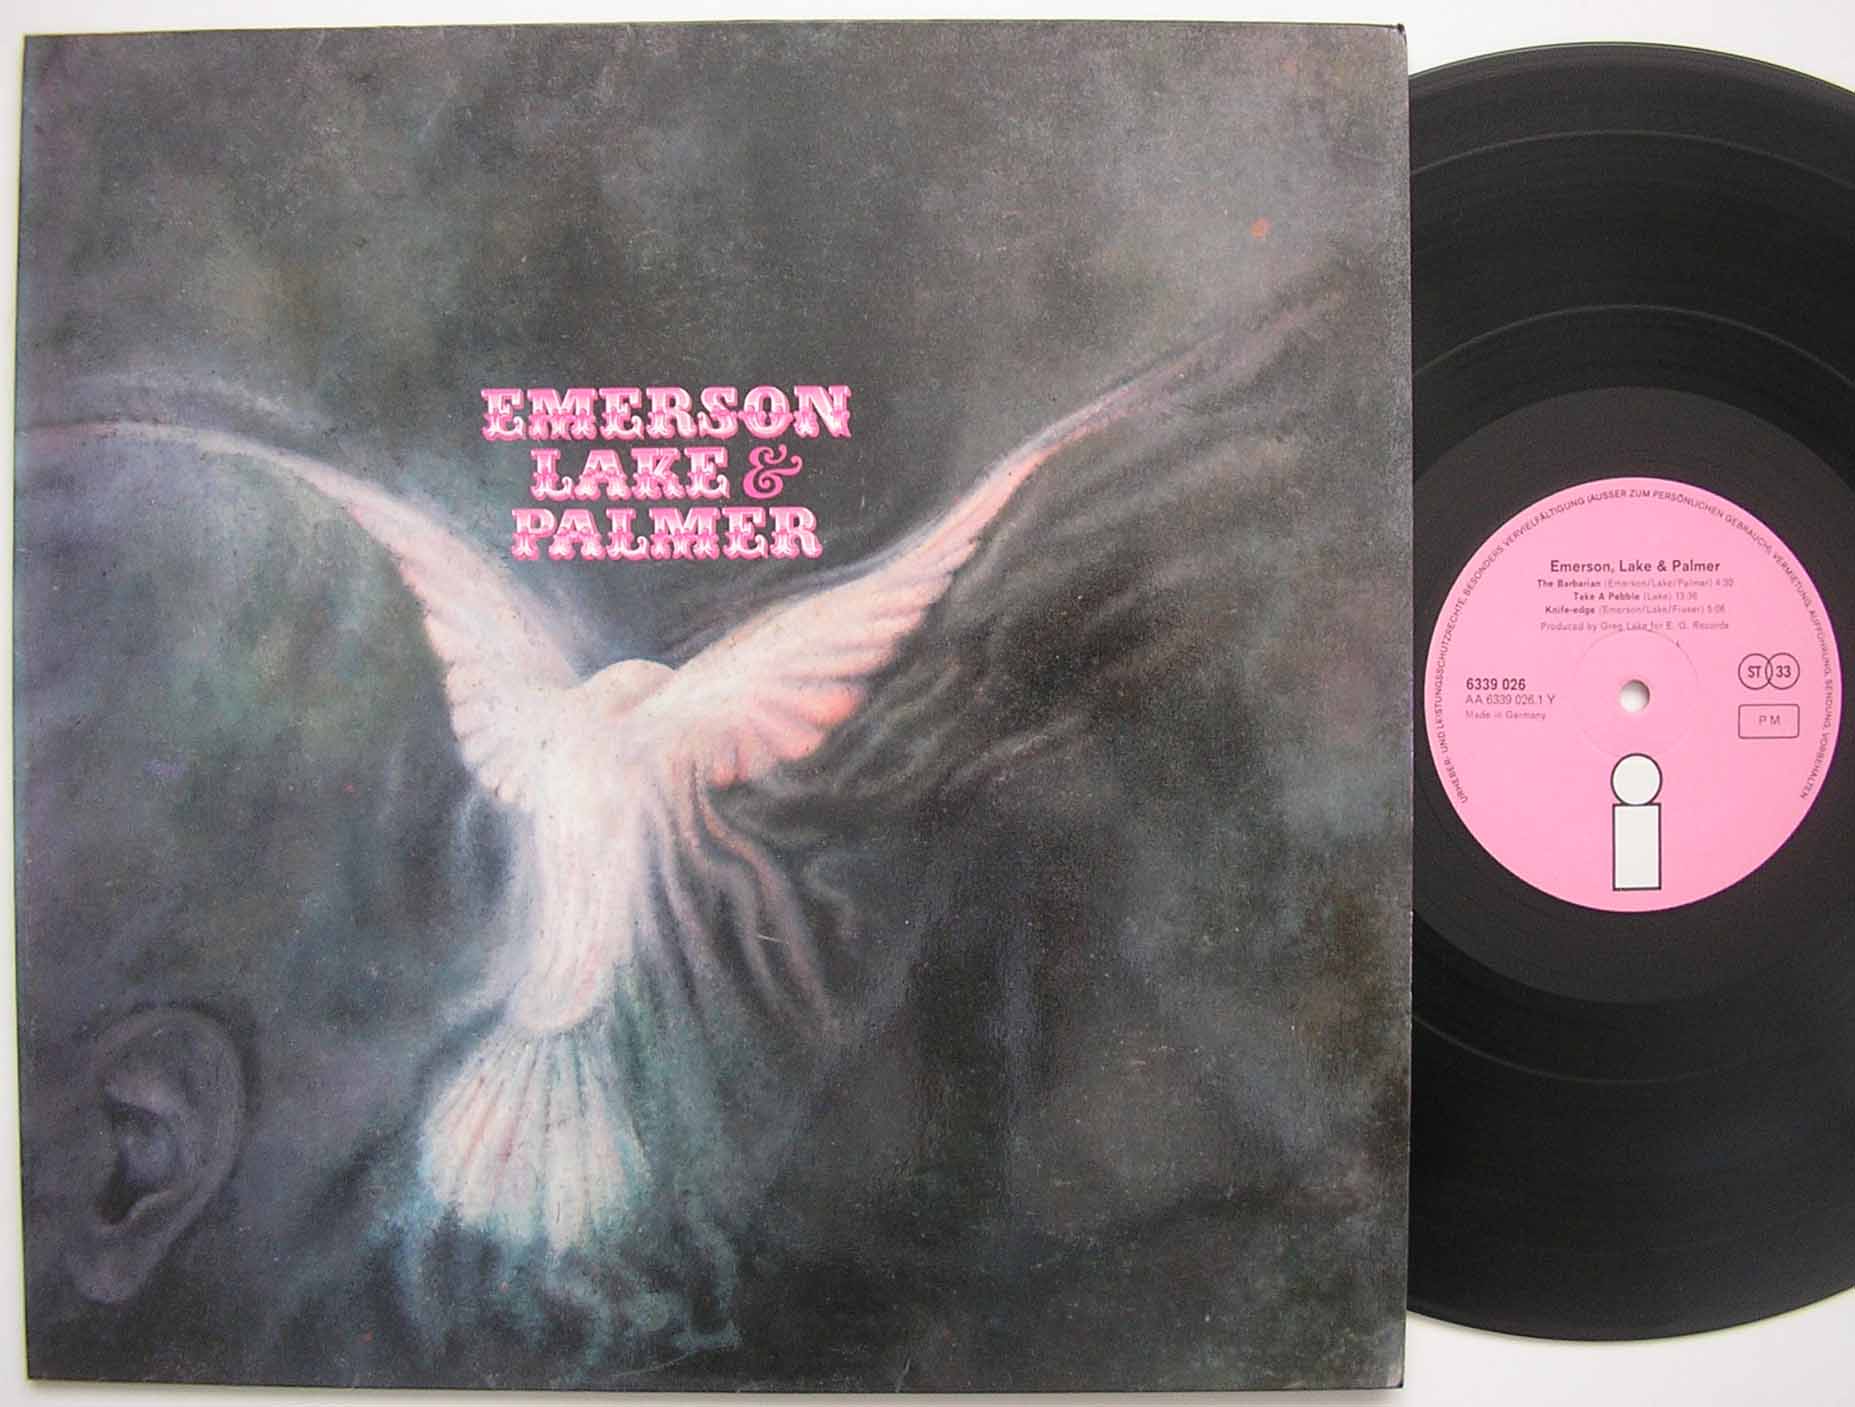 EMERSON
LAKE &
PALMER
URHEBER- UND LEISTUNGSSCHUTZRECHTE, BESONDERS VERVIELFÄLTIGUNG (AUSSER ZUM PERSÖNLICHEN GEBRAUCH), VERMIETUNG, AUFFÜHRUNG, SENDUNG, VORBEHALTEN
Emerson, Lake & Palmer
The Barbarian (Emerson/Lake/Palmer) 4:30
Take A Pebble (Lake) 13:36
Knife-edge (Emerson/Lake/Fraser) 5:06
Produced by Greg Lake for E. G. Records
6339 026
AA 6339 026.1 Y
Made in Germany
ST 33
PM
i